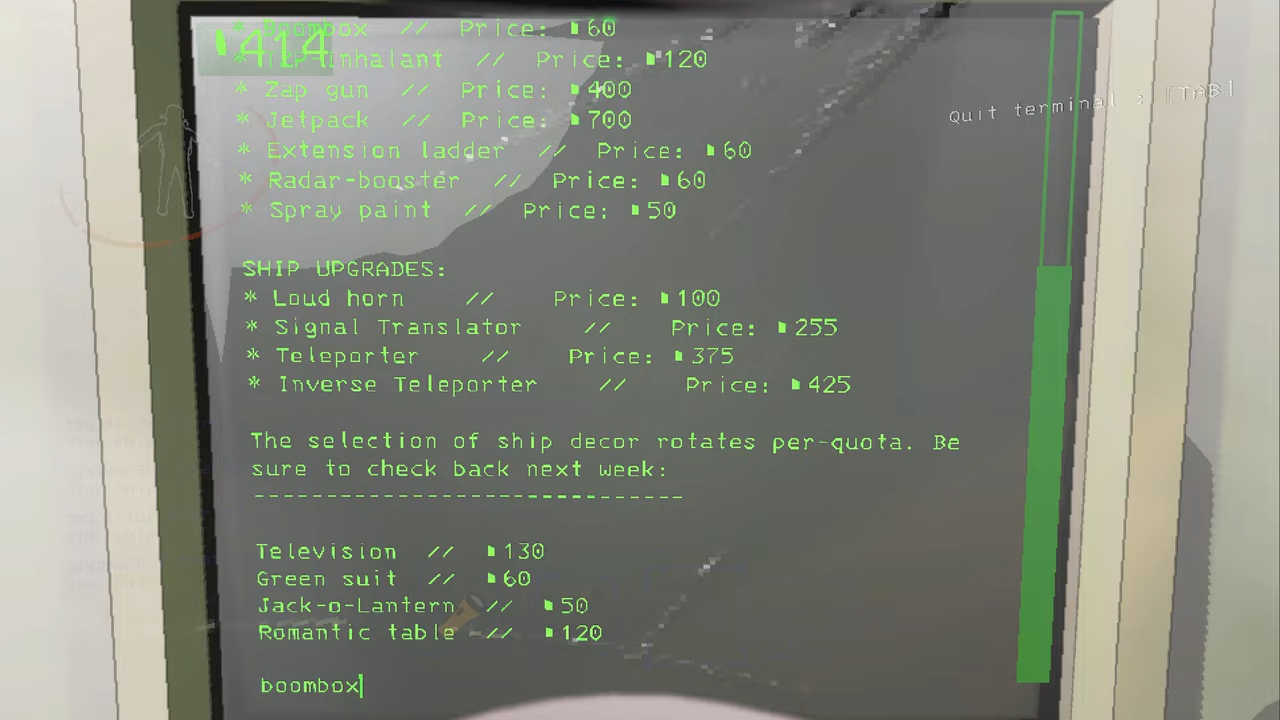 * Boombox // Price: ▮60
▮414
* TZP-Inhalant // Price: ▮120
* Zap gun // Price: ▮400
* Jetpack // Price: ▮700
Quit terminal : [TAB]
* Extension ladder // Price: ▮60
* Radar-booster // Price: ▮60
* Spray paint // Price: ▮50
SHIP UPGRADES:
* Loud horn // Price: ▮100
* Signal Translator // Price: ▮255
* Teleporter // Price: ▮375
* Inverse Teleporter // Price: ▮425
The selection of ship decor rotates per-quota. Be
sure to check back next week:
------------------------------
Television // ▮130
Green suit // ▮60
Jack-o-Lantern // ▮50
Romantic table // ▮120
boombox